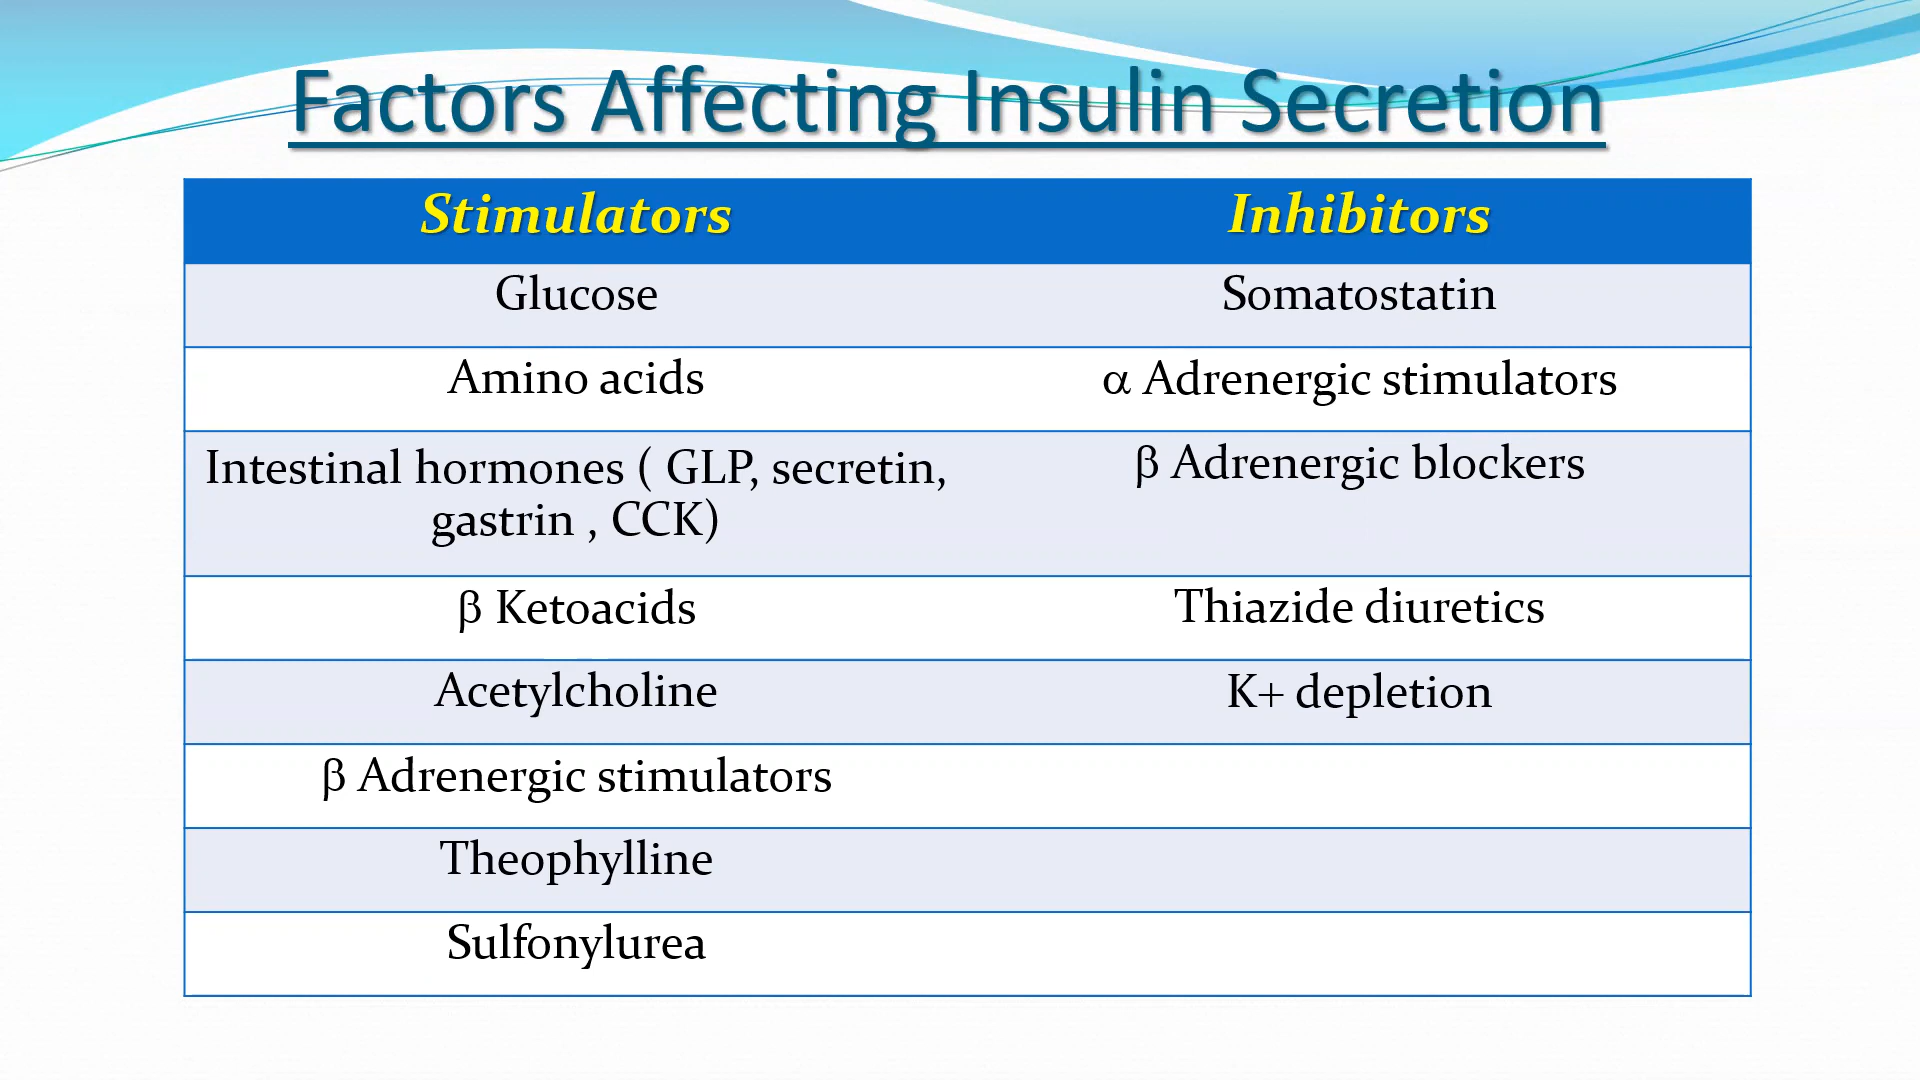 Factors Affecting Insulin Secretion
Stimulators Inhibitors
Glucose Somatostatin
Amino acids α Adrenergic stimulators
Intestinal hormones ( GLP, secretin, β Adrenergic blockers
gastrin , CCK)
β Ketoacids Thiazide diuretics
Acetylcholine K+ depletion
β Adrenergic stimulators
Theophylline
Sulfonylurea